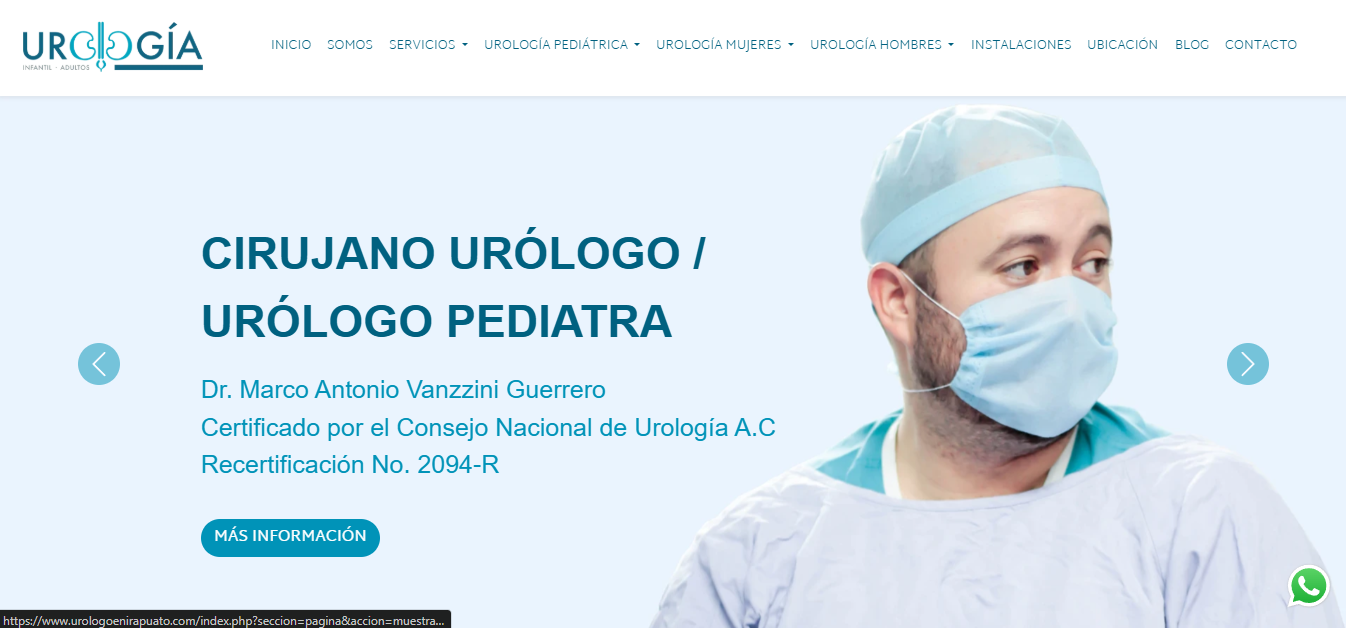 UROLOGÍA
INFANTIL - ADULTOS
INICIO SOMOS SERVICIOS UROLOGÍA PEDIÁTRICA UROLOGÍA MUJERES UROLOGÍA HOMBRES INSTALACIONES UBICACIÓN BLOG CONTACTO
CIRUJANO URÓLOGO /
URÓLOGO PEDIATRA
Dr. Marco Antonio Vanzzini Guerrero
Certificado por el Consejo Nacional de Urología A.C
Recertificación No. 2094-R
MÁS INFORMACIÓN
https://www.urologoenirapuato.com/index.php?seccion=pagina&accion=muestra...